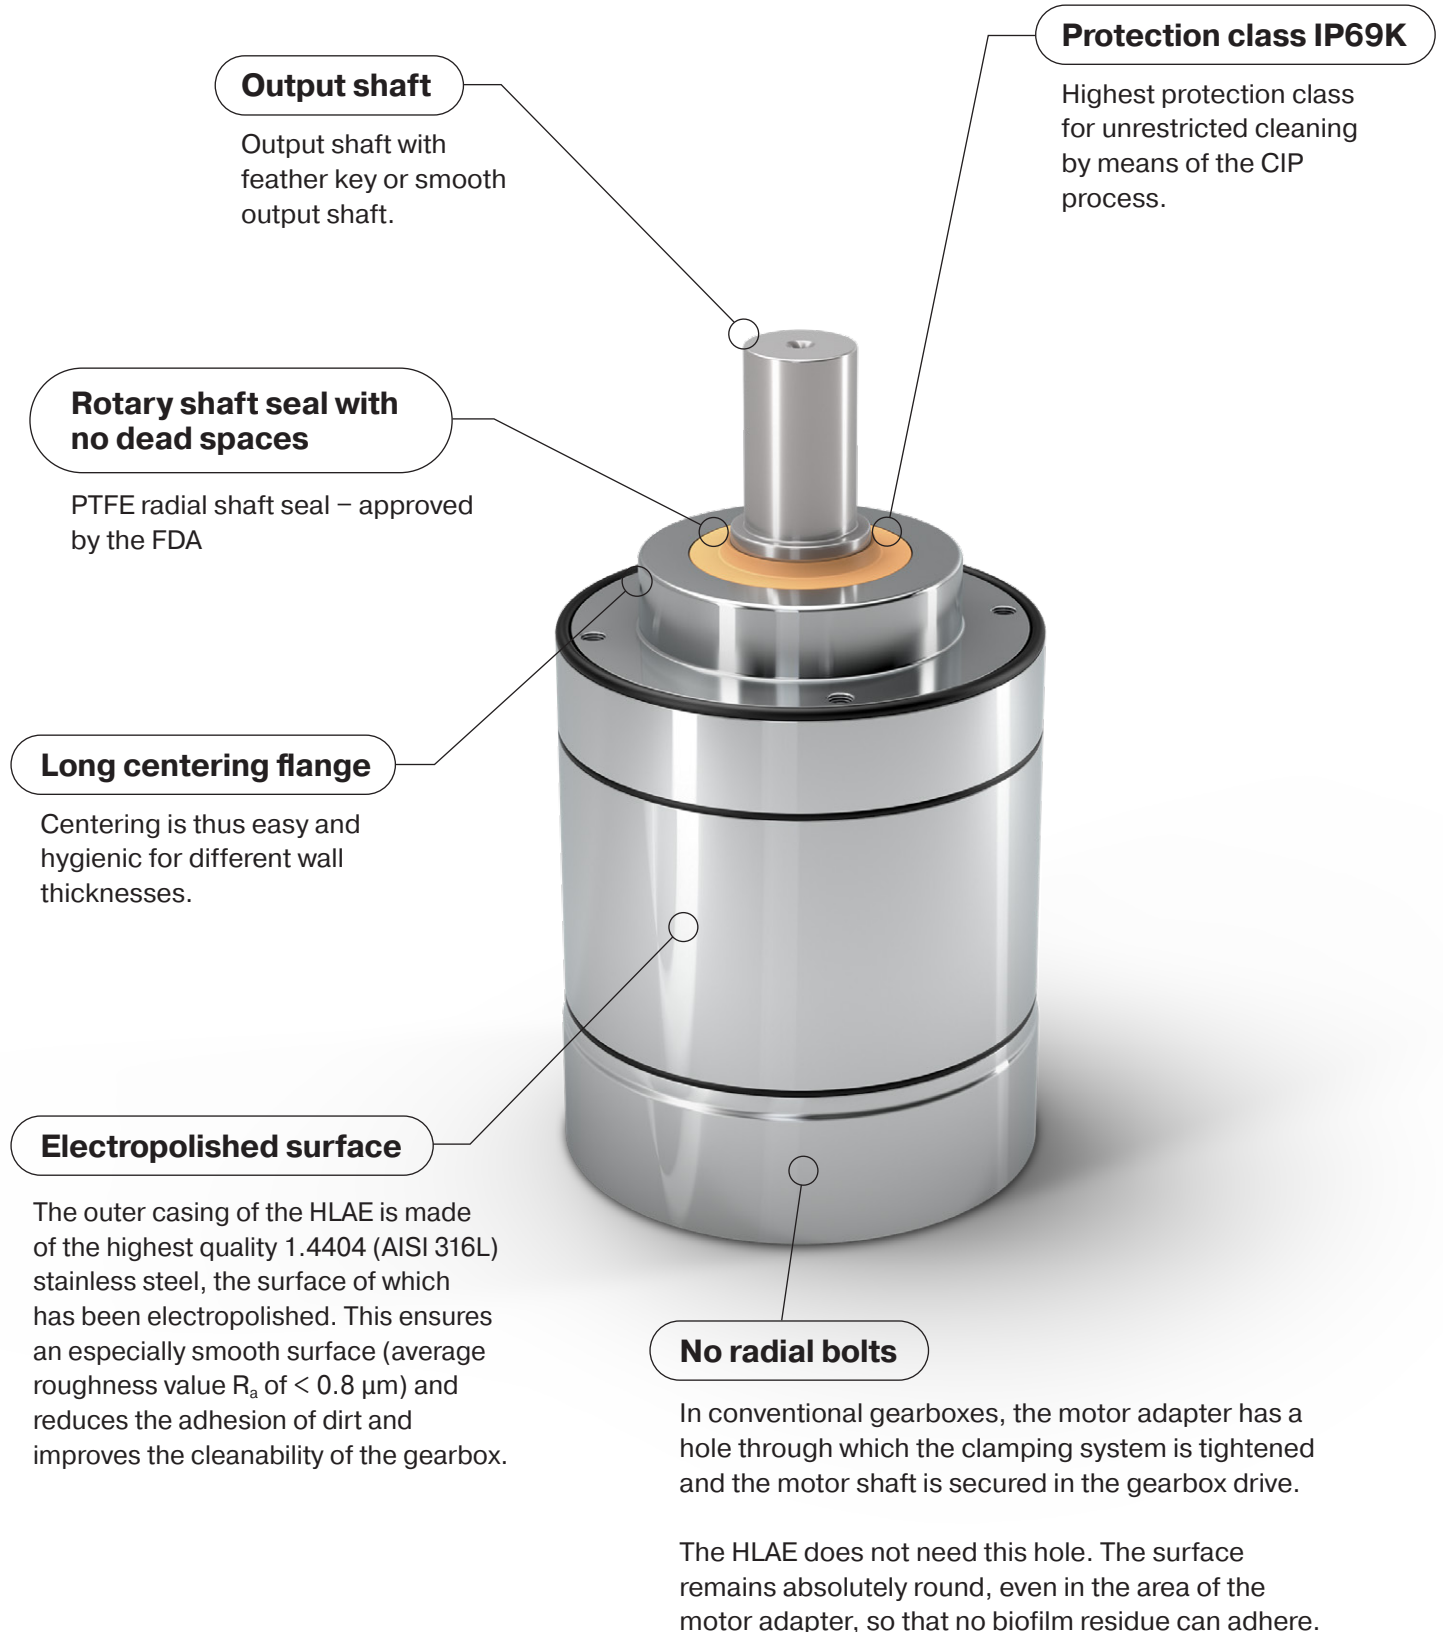 Output shaft
Output shaft with
feather key or smooth
output shaft.
Protection class IP69K
Highest protection class
for unrestricted cleaning
by means of the CIP
process.
Rotary shaft seal with
no dead spaces
PTFE radial shaft seal – approved
by the FDA
Long centering flange
Centering is thus easy and
hygienic for different wall
thicknesses.
Electropolished surface
The outer casing of the HLAE is made
of the highest quality 1.4404 (AISI 316L)
stainless steel, the surface of which
has been electropolished. This ensures
an especially smooth surface (average
roughness value Rₐ of < 0.8 µm) and
reduces the adhesion of dirt and
improves the cleanability of the gearbox.
No radial bolts
In conventional gearboxes, the motor adapter has a
hole through which the clamping system is tightened
and the motor shaft is secured in the gearbox drive.
The HLAE does not need this hole. The surface
remains absolutely round, even in the area of the
motor adapter, so that no biofilm residue can adhere.